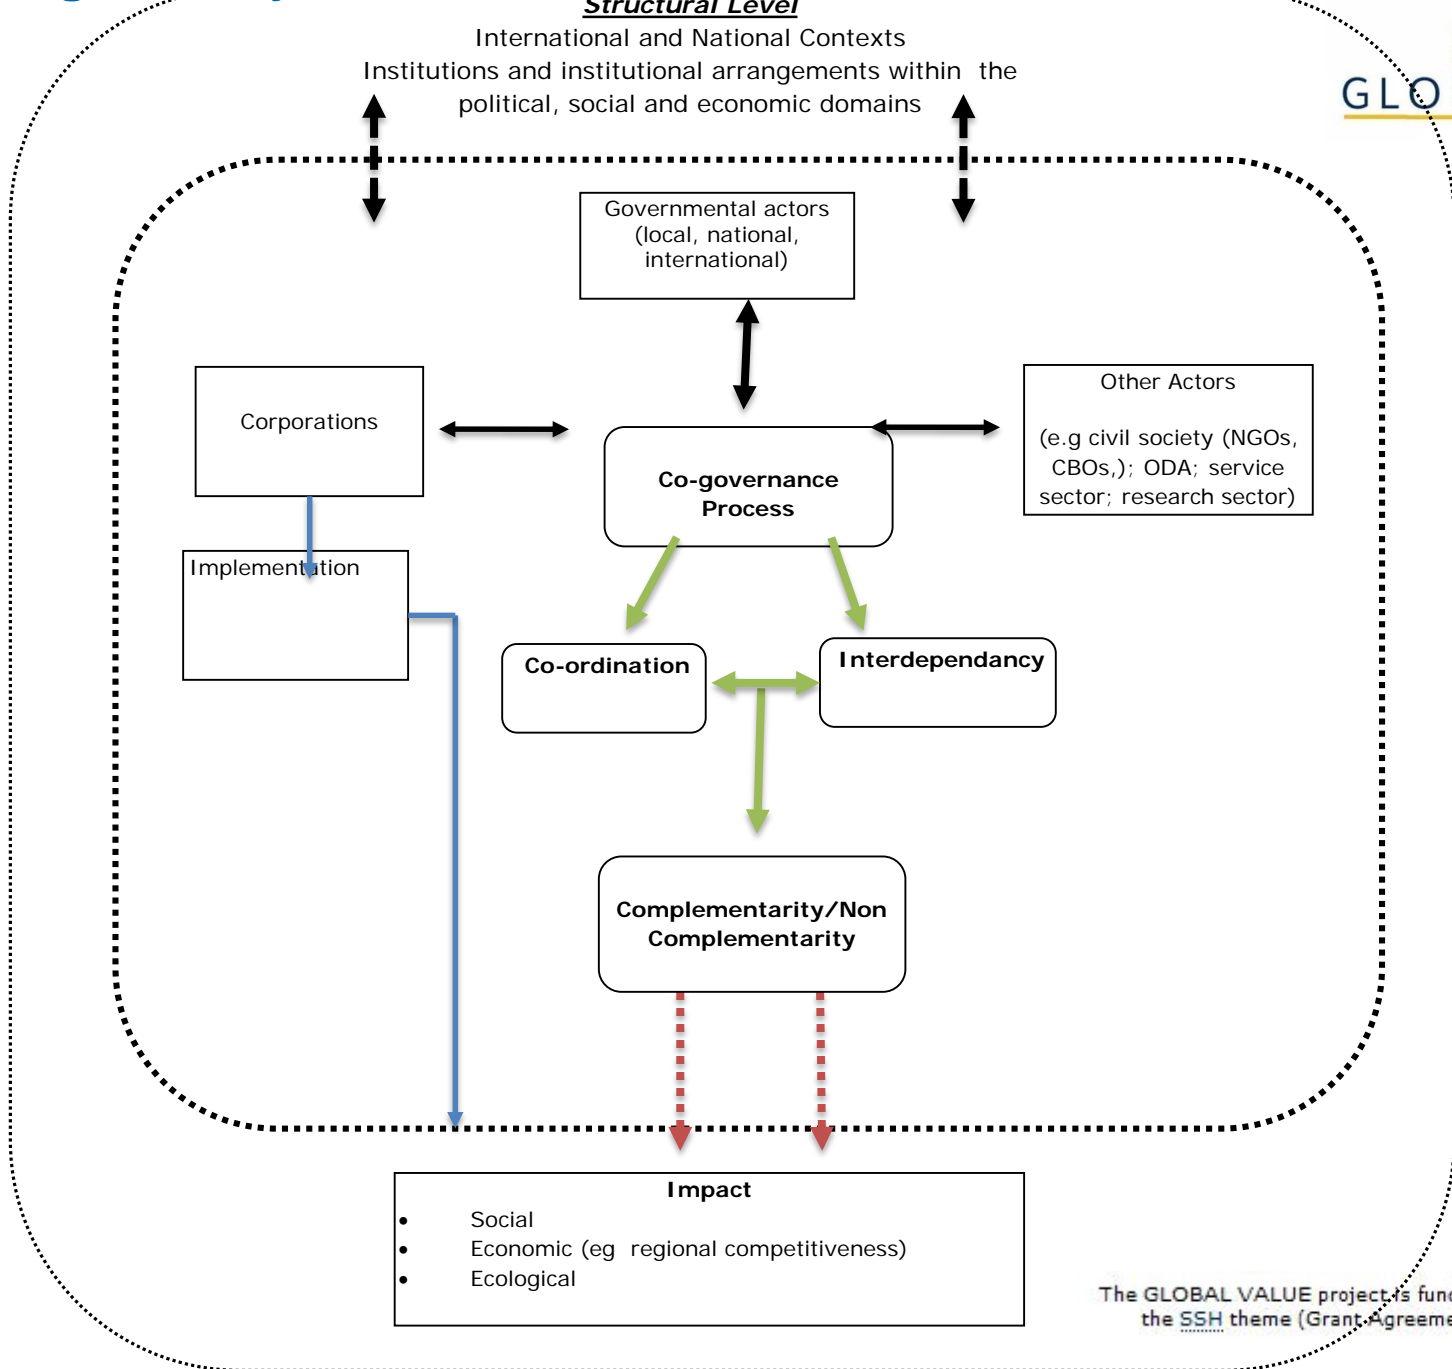 Structural Level
International and National Contexts
Institutions and institutional arrangements within the
political, social and economic domains
GLO
Governmental actors
(local, national,
international)
Corporations
Other Actors
(e.g civil society (NGOs,
CBOs,); ODA; service
sector; research sector)
Co-governance
Process
Implementation
Co-ordination
Interdependancy
Complementarity/Non
Complementarity
Impact
• Social
• Economic (eg regional competitiveness)
• Ecological
The GLOBAL VALUE project is fund
the SSH theme (Grant Agreeme